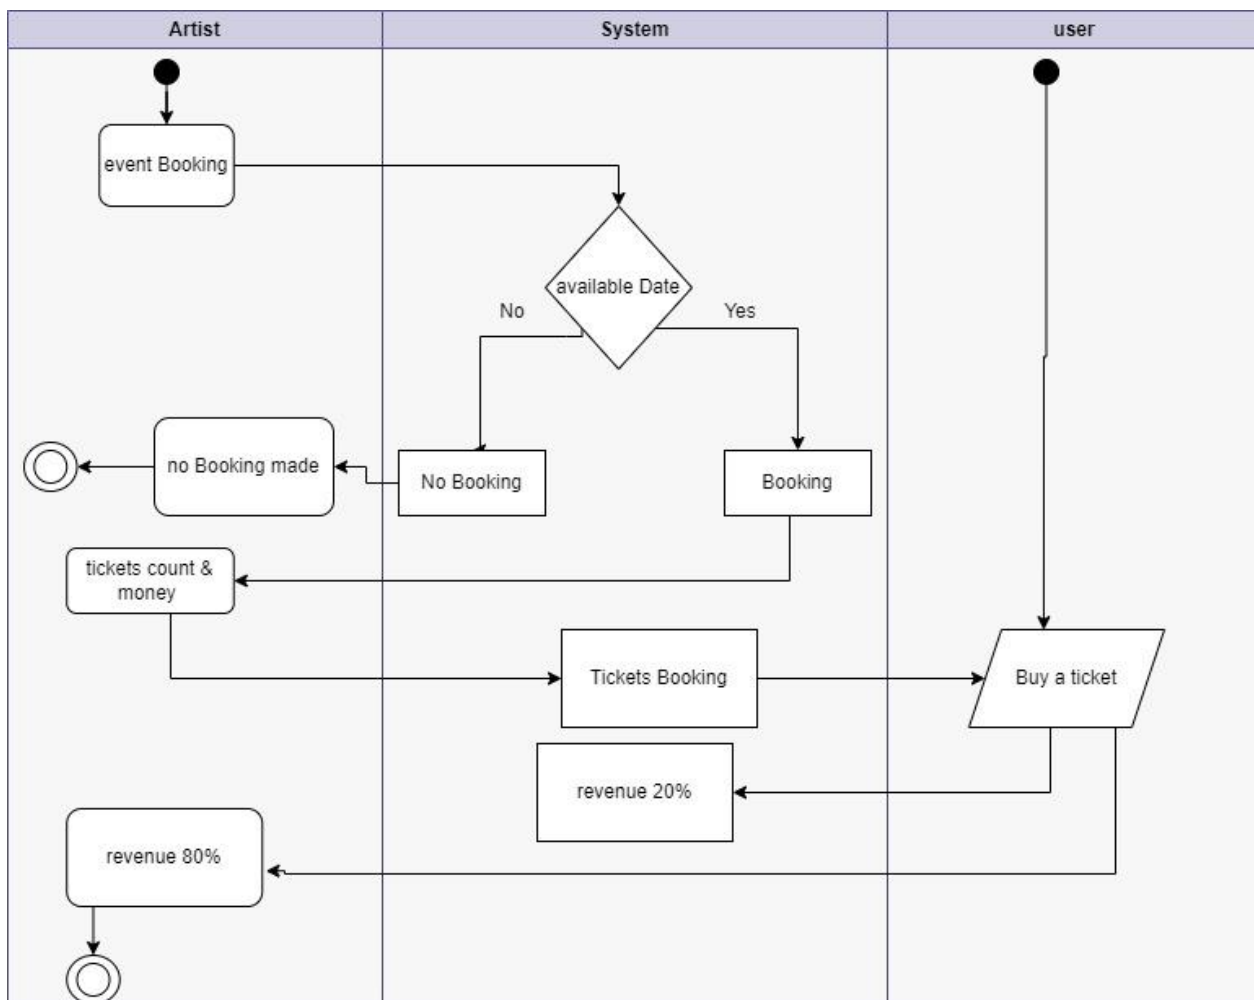 Artist
System
user
event Booking
available Date
No
Yes
no Booking made
No Booking
Booking
tickets count &
money
Tickets Booking
Buy a ticket
revenue 20%
revenue 80%